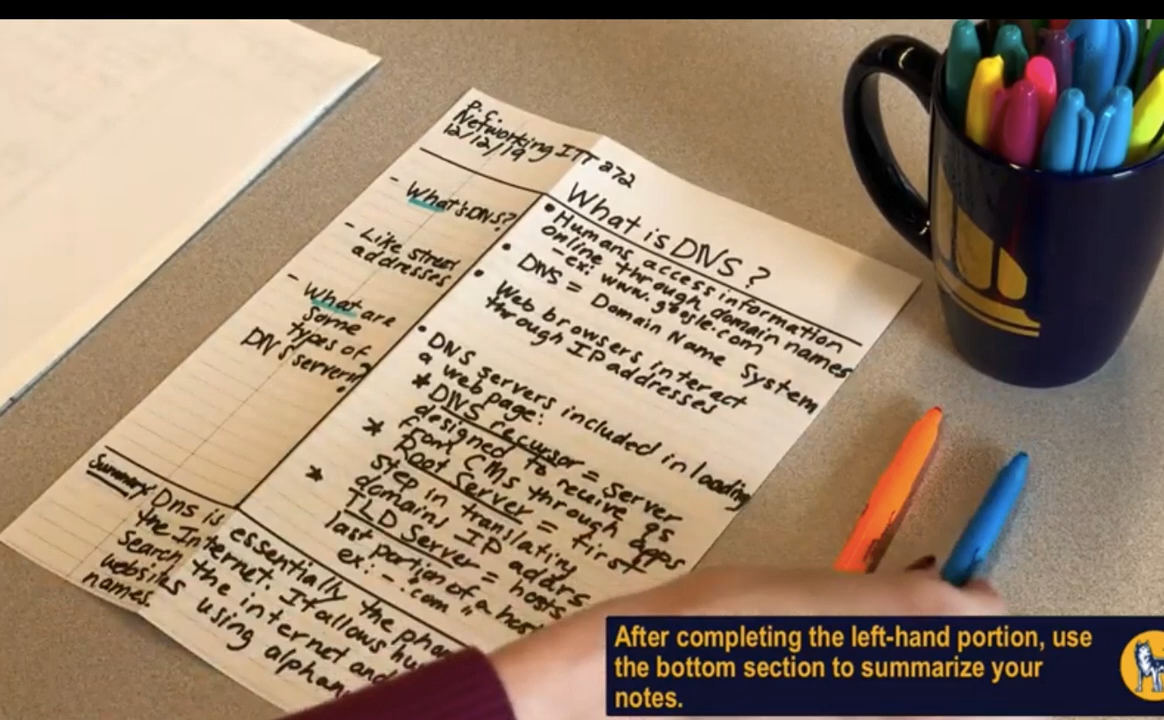 P.C.
Networking ITT 272
12/12/19
- What's DNS?
- Like street
addresses
- What are
some
types of
DNS servers?
What is DNS?
• Humans access information
online through domain names
- ex: www.google.com
• DNS = Domain Name System
• Web browsers interact
through IP addresses
• DNS servers included in loading
a web page:
* DNS recursor = Server
designed to receive qs
from CMs through apps
* Root Server = first
step in translating
domains IP addrs
* TLD Server = hosts
last portion of a host
ex: - .com
Summary
Dns is essentially the
the Internet. It allows
Search the internet and
websites using
names.
After completing the left-hand portion, use
the bottom section to summarize your
notes.